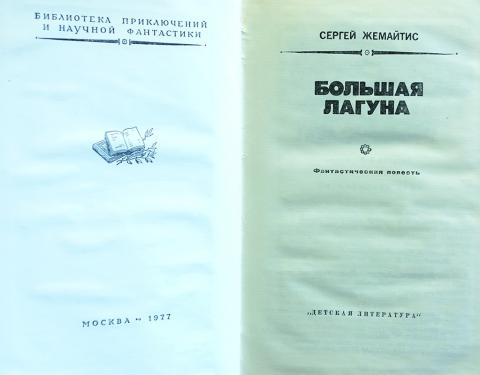 БИБЛИОТЕКА ПРИКЛЮЧЕНИЙ
И НАУЧНОЙ ФАНТАСТИКИ
МОСКВА — 1977
СЕРГЕЙ ЖЕМАЙТИС
БОЛЬШАЯ
ЛАГУНА
Фантастическая повесть
„ДЕТСКАЯ ЛИТЕРАТУРА“